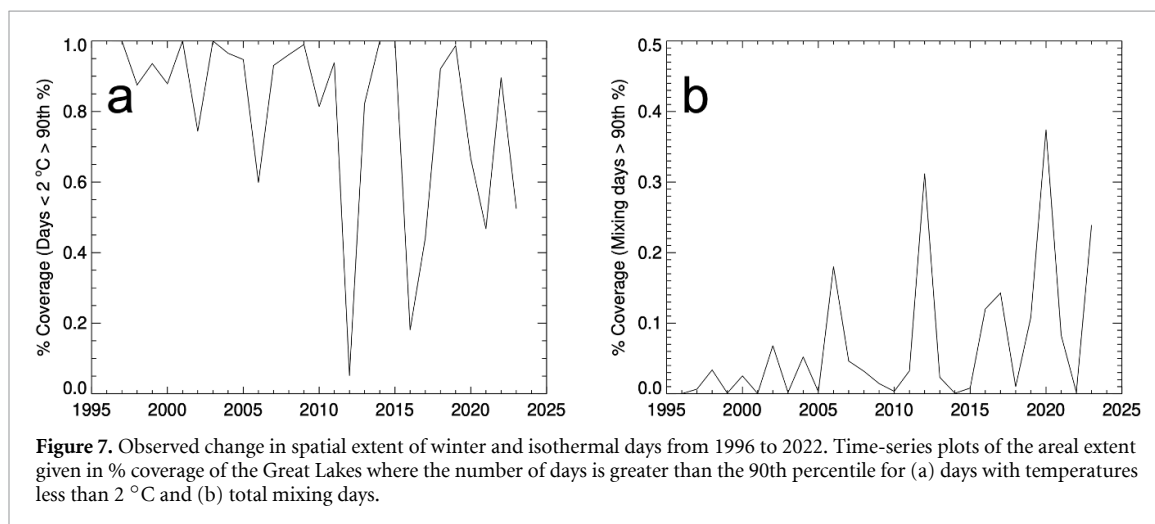 1.0
0.8
0.6
0.4
0.2
0.0
% Coverage (Days < 2 °C > 90th %)
a
1995 2000 2005 2010 2015 2020 2025
0.5
0.4
0.3
0.2
0.1
0.0
% Coverage (Mixing days > 90th %)
b
1995 2000 2005 2010 2015 2020 2025
Figure 7. Observed change in spatial extent of winter and isothermal days from 1996 to 2022. Time-series plots of the areal extent
given in % coverage of the Great Lakes where the number of days is greater than the 90th percentile for (a) days with temperatures
less than 2 °C and (b) total mixing days.